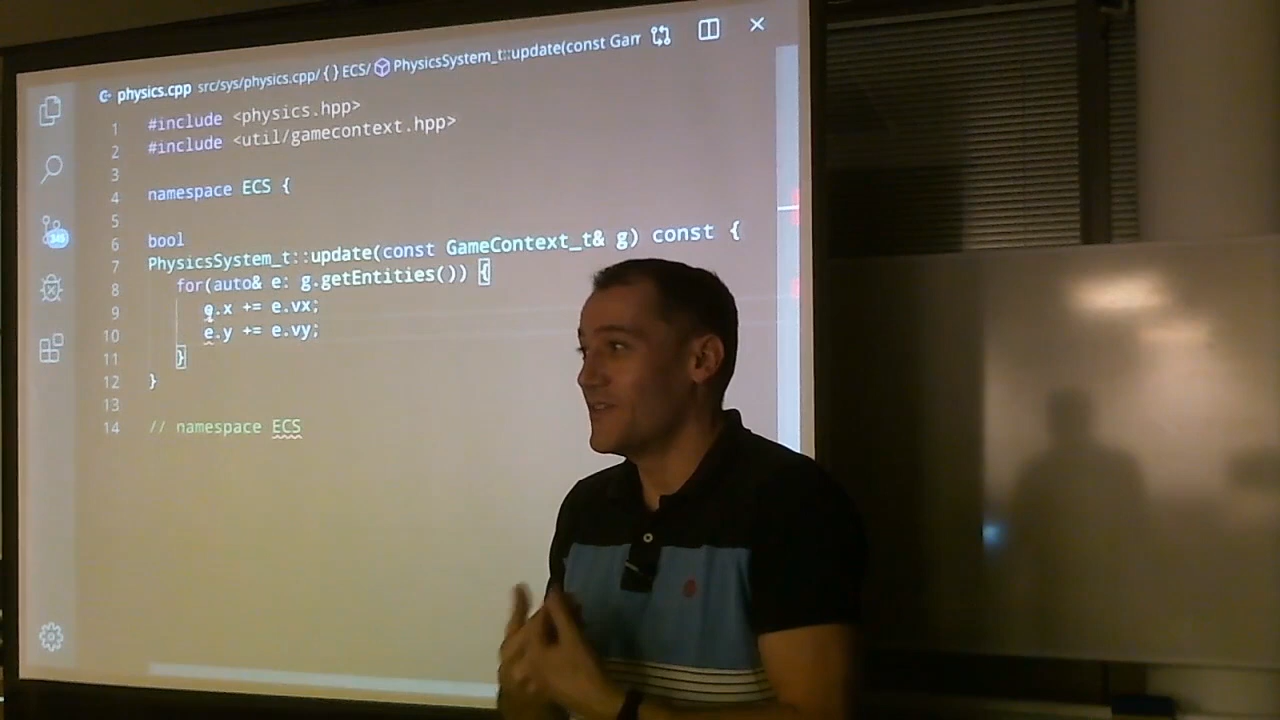 physics.cpp src/sys/physics.cpp/ {} ECS/ PhysicsSystem_t::update(const Gam
1 #include <physics.hpp>
2 #include <util/gamecontext.hpp>
3
4 namespace ECS {
5
6 bool
7 PhysicsSystem_t::update(const GameContext_t& g) const {
8 for(auto& e: g.getEntities()) {
9 e.x += e.vx;
10 e.y += e.vy;
11 }
12 }
13
14 // namespace ECS
345